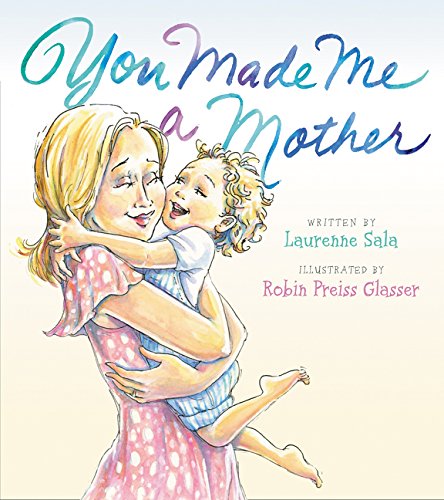 You Made Me
a Mother
WRITTEN BY
Laurenne Sala
ILLUSTRATED BY
Robin Preiss Glasser